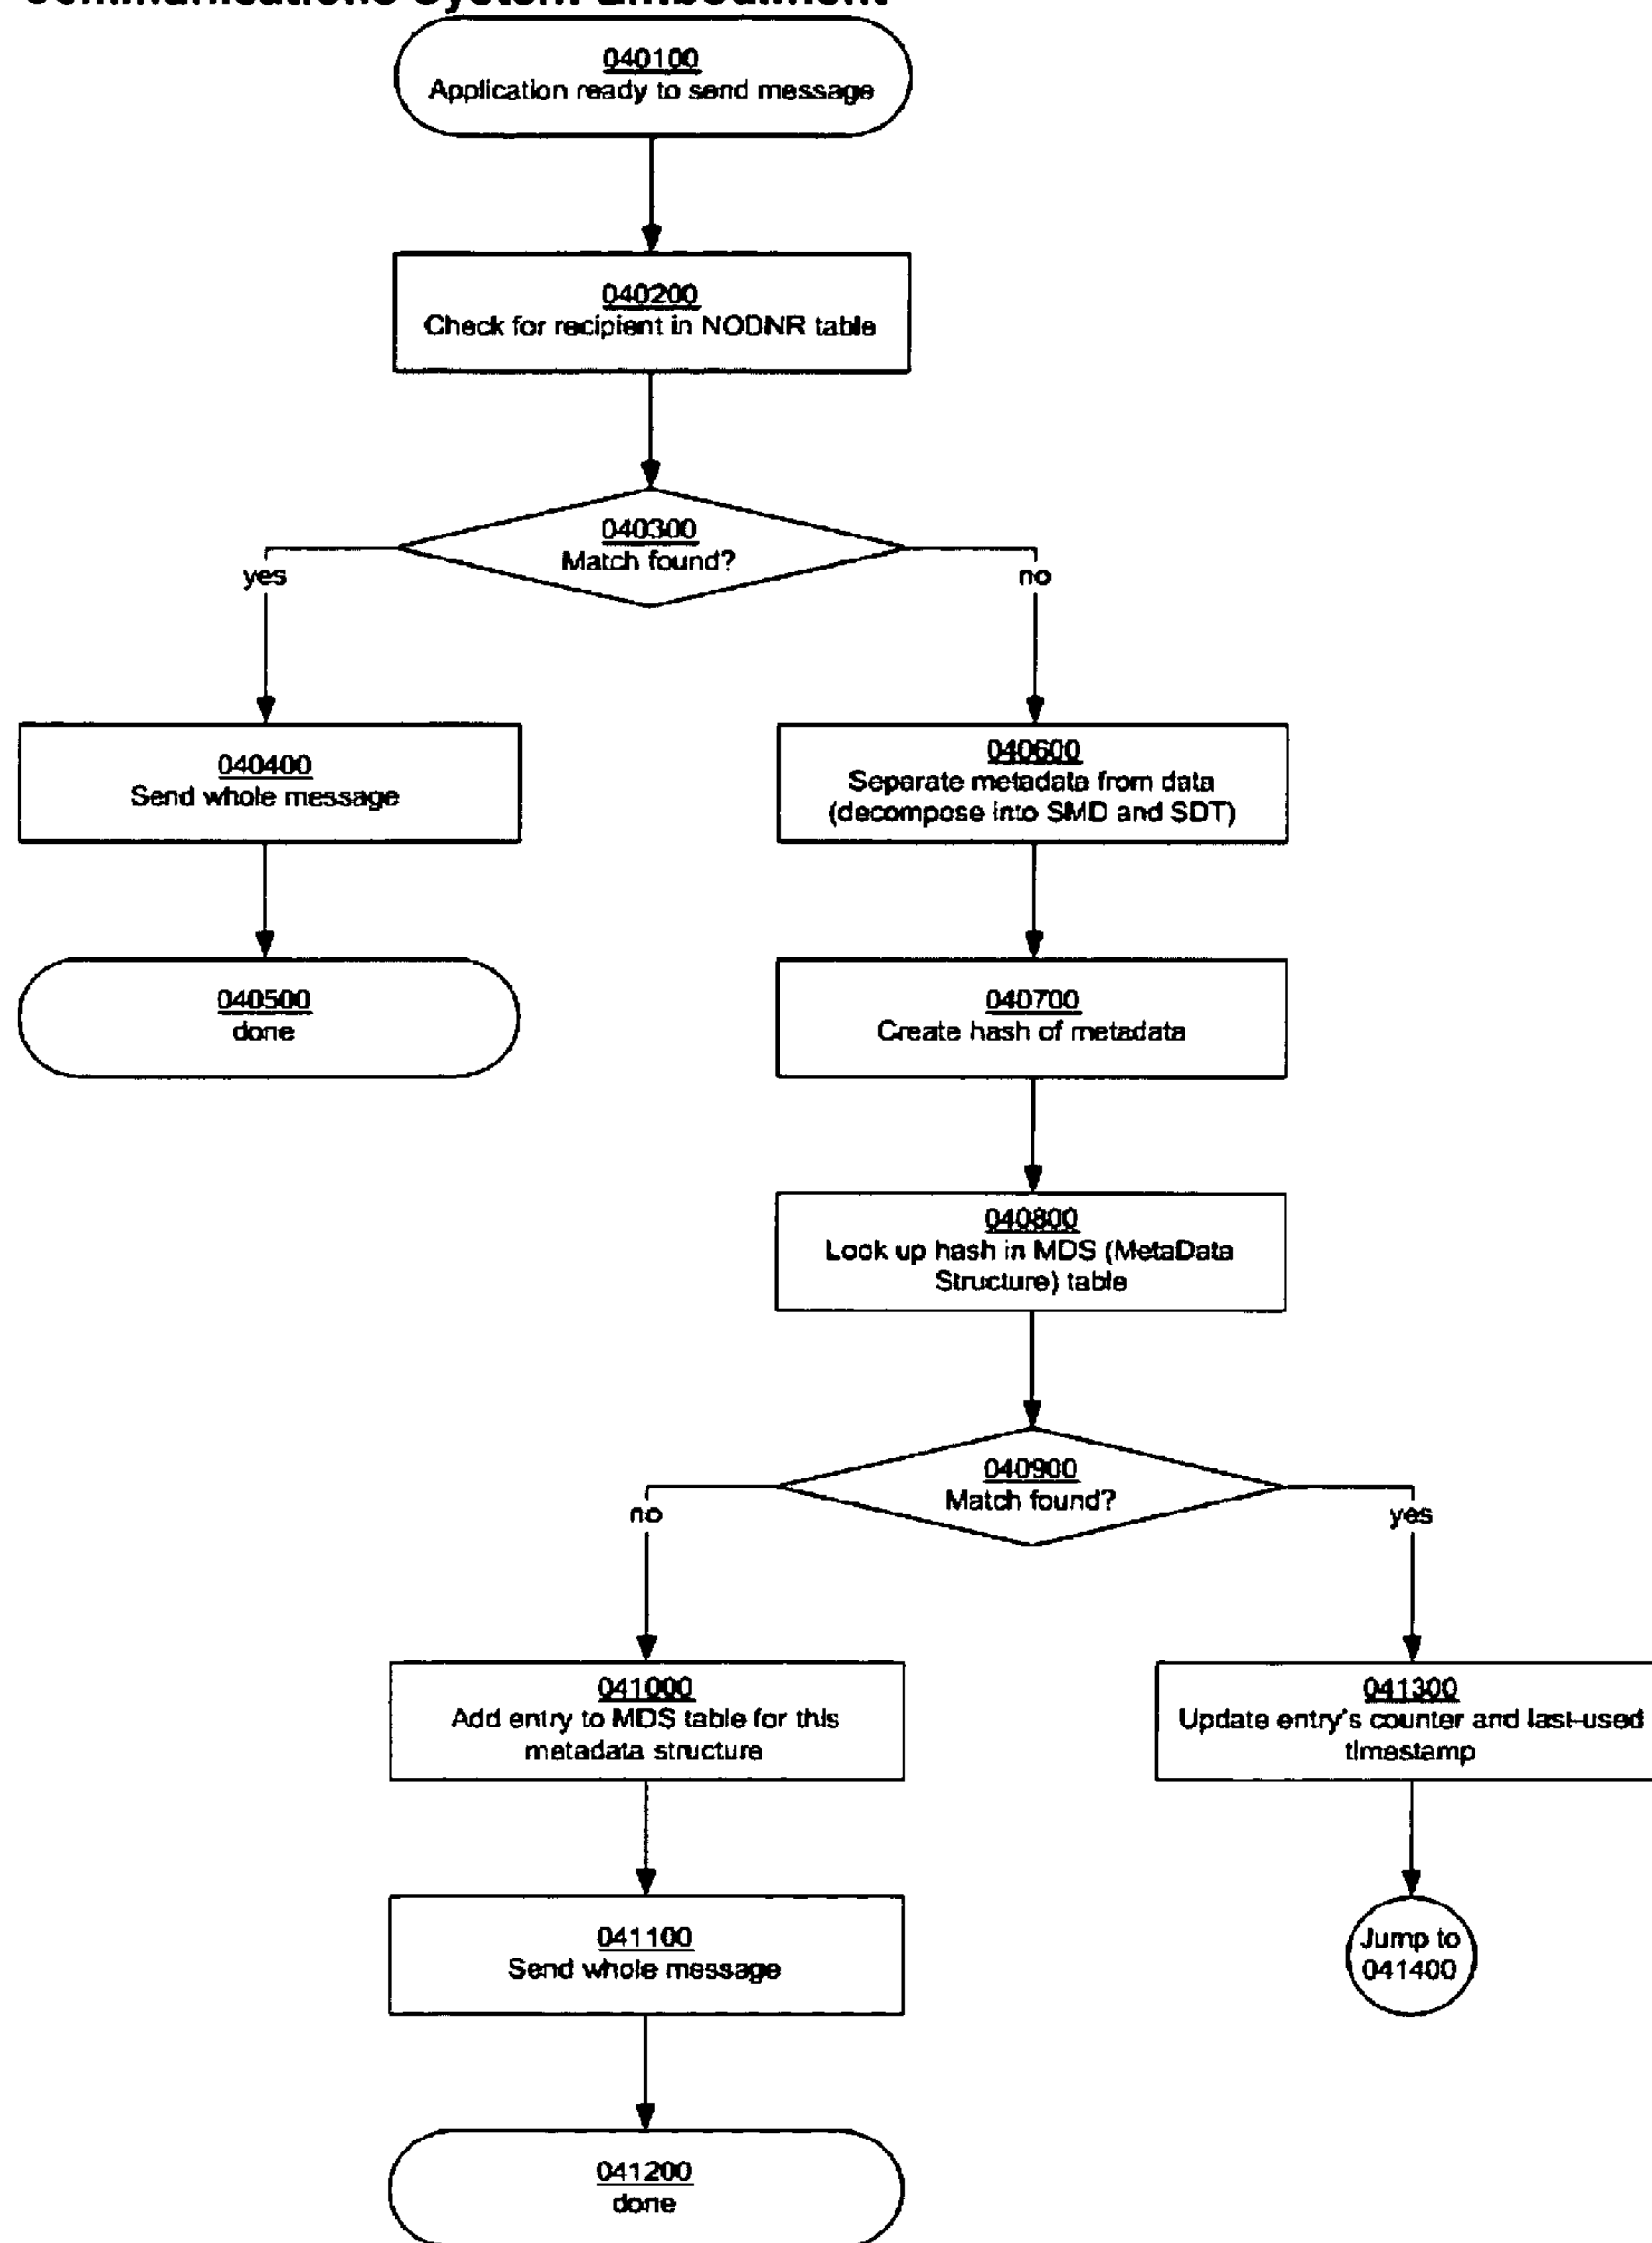 Communications System Embodiment
040100
Application ready to send message
040200
Check for recipient in NODNR table
040300
Match found?
yes
no
040400
Send whole message
040600
Separate metadata from data
(decompose into SMD and SDT)
040500
done
040700
Create hash of metadata
040800
Look up hash in MDS (MetaData
Structure) table
040900
Match found?
no
yes
041000
Add entry to MDS table for this
metadata structure
041300
Update entry's counter and last-used
timestamp
041100
Send whole message
Jump to
041400
041200
done